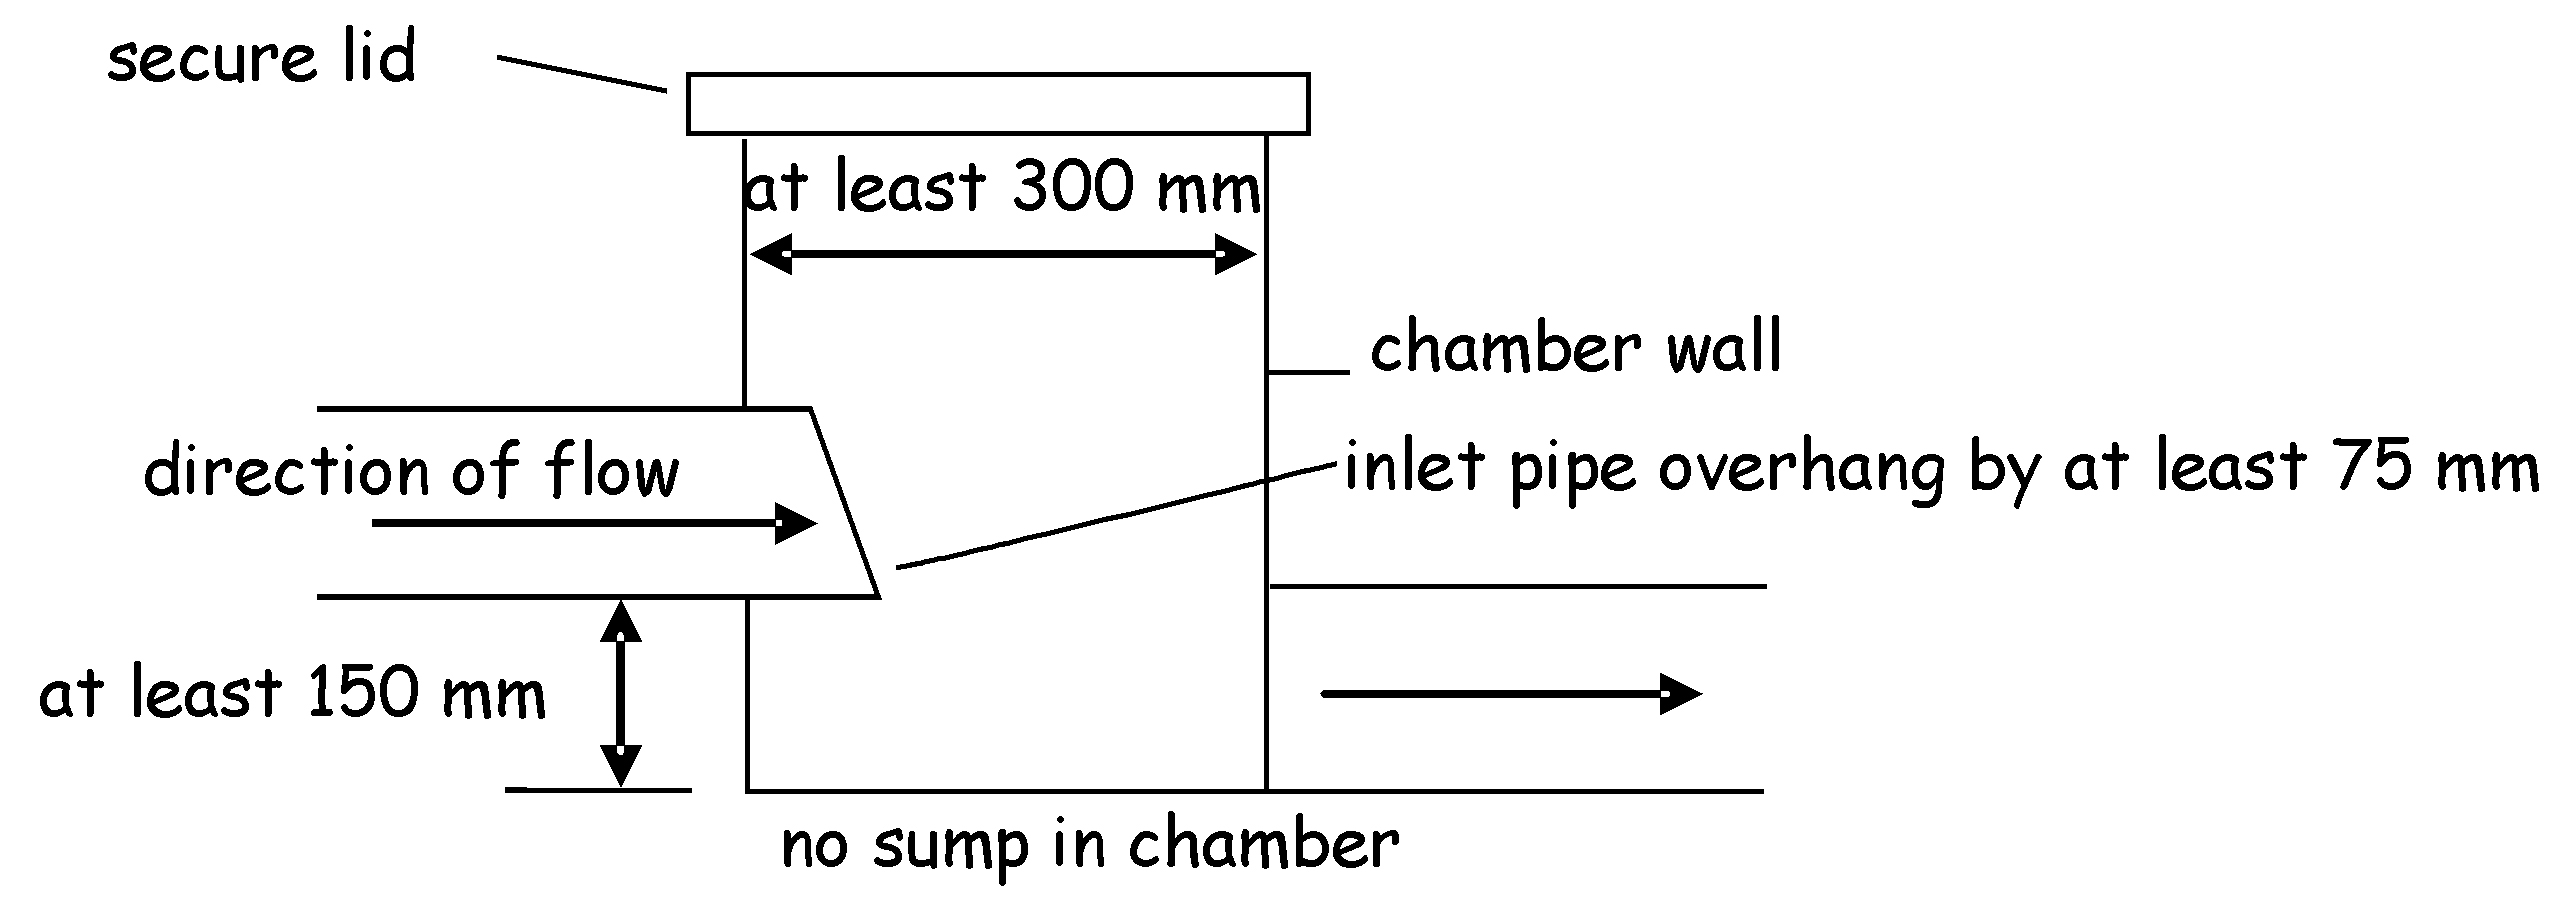 secure lid
at least 300 mm
chamber wall
direction of flow
inlet pipe overhang by at least 75 mm
at least 150 mm
no sump in chamber